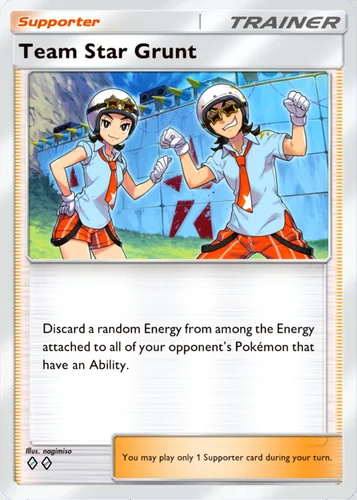 Supporter
TRAINER
Team Star Grunt
Discard a random Energy from among the Energy
attached to all of your opponent's Pokémon that
have an Ability.
Illus. nagimiso
You may play only 1 Supporter card during your turn.